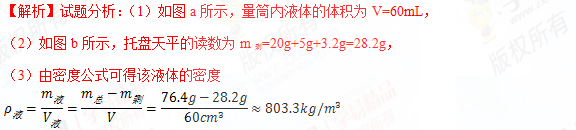 【解析】试题分析：（1）如图 a 所示，量筒内液体的体积为 V=60mL，
（2）如图 b 所示，托盘天平的读数为 m剩=20g+5g+3.2g=28.2g，
（3）由密度公式可得该液体的密度
ρ液 = m液/V液 = (m总 − m剩)/V = (76.4g − 28.2g)/60cm³ ≈ 803.3kg/m³